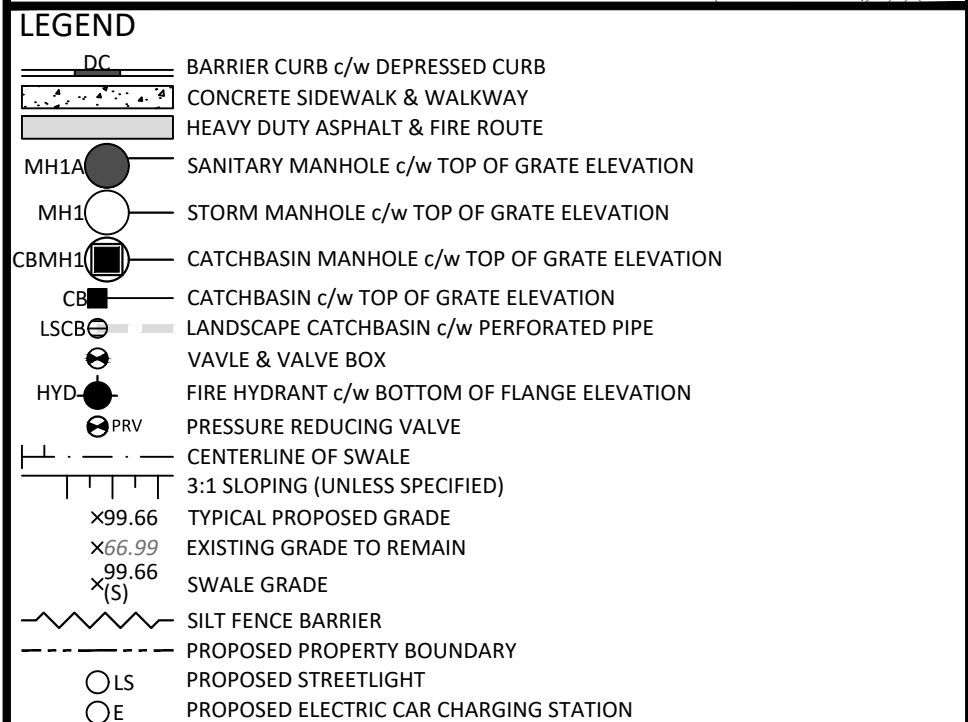 LEGEND
DC BARRIER CURB c/w DEPRESSED CURB
CONCRETE SIDEWALK & WALKWAY
HEAVY DUTY ASPHALT & FIRE ROUTE
MH1A SANITARY MANHOLE c/w TOP OF GRATE ELEVATION
MH1 STORM MANHOLE c/w TOP OF GRATE ELEVATION
CBMH1 CATCHBASIN MANHOLE c/w TOP OF GRATE ELEVATION
CB CATCHBASIN c/w TOP OF GRATE ELEVATION
LSCB LANDSCAPE CATCHBASIN c/w PERFORATED PIPE
VAVLE & VALVE BOX
HYD FIRE HYDRANT c/w BOTTOM OF FLANGE ELEVATION
PRV PRESSURE REDUCING VALVE
CENTERLINE OF SWALE
3:1 SLOPING (UNLESS SPECIFIED)
×99.66 TYPICAL PROPOSED GRADE
×66.99 EXISTING GRADE TO REMAIN
×99.66
(S) SWALE GRADE
SILT FENCE BARRIER
PROPOSED PROPERTY BOUNDARY
LS PROPOSED STREETLIGHT
E PROPOSED ELECTRIC CAR CHARGING STATION